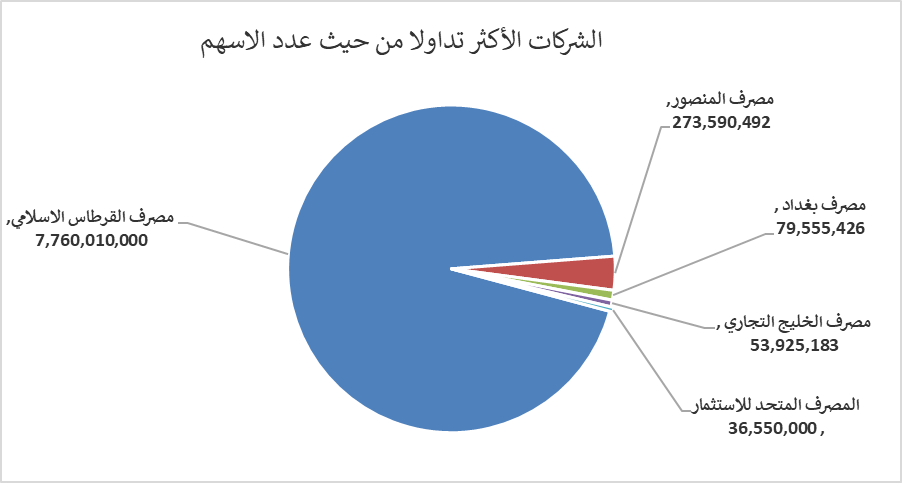 الشركات الأكثر تداولا من حيث عدد الاسهم
مصرف المنصور,
273,590,492
مصرف بغداد ,
79,555,426
مصرف القرطاس الاسلامي,
7,760,010,000
مصرف الخليج التجاري ,
53,925,183
المصرف المتحد للاستثمار
36,550,000 ,